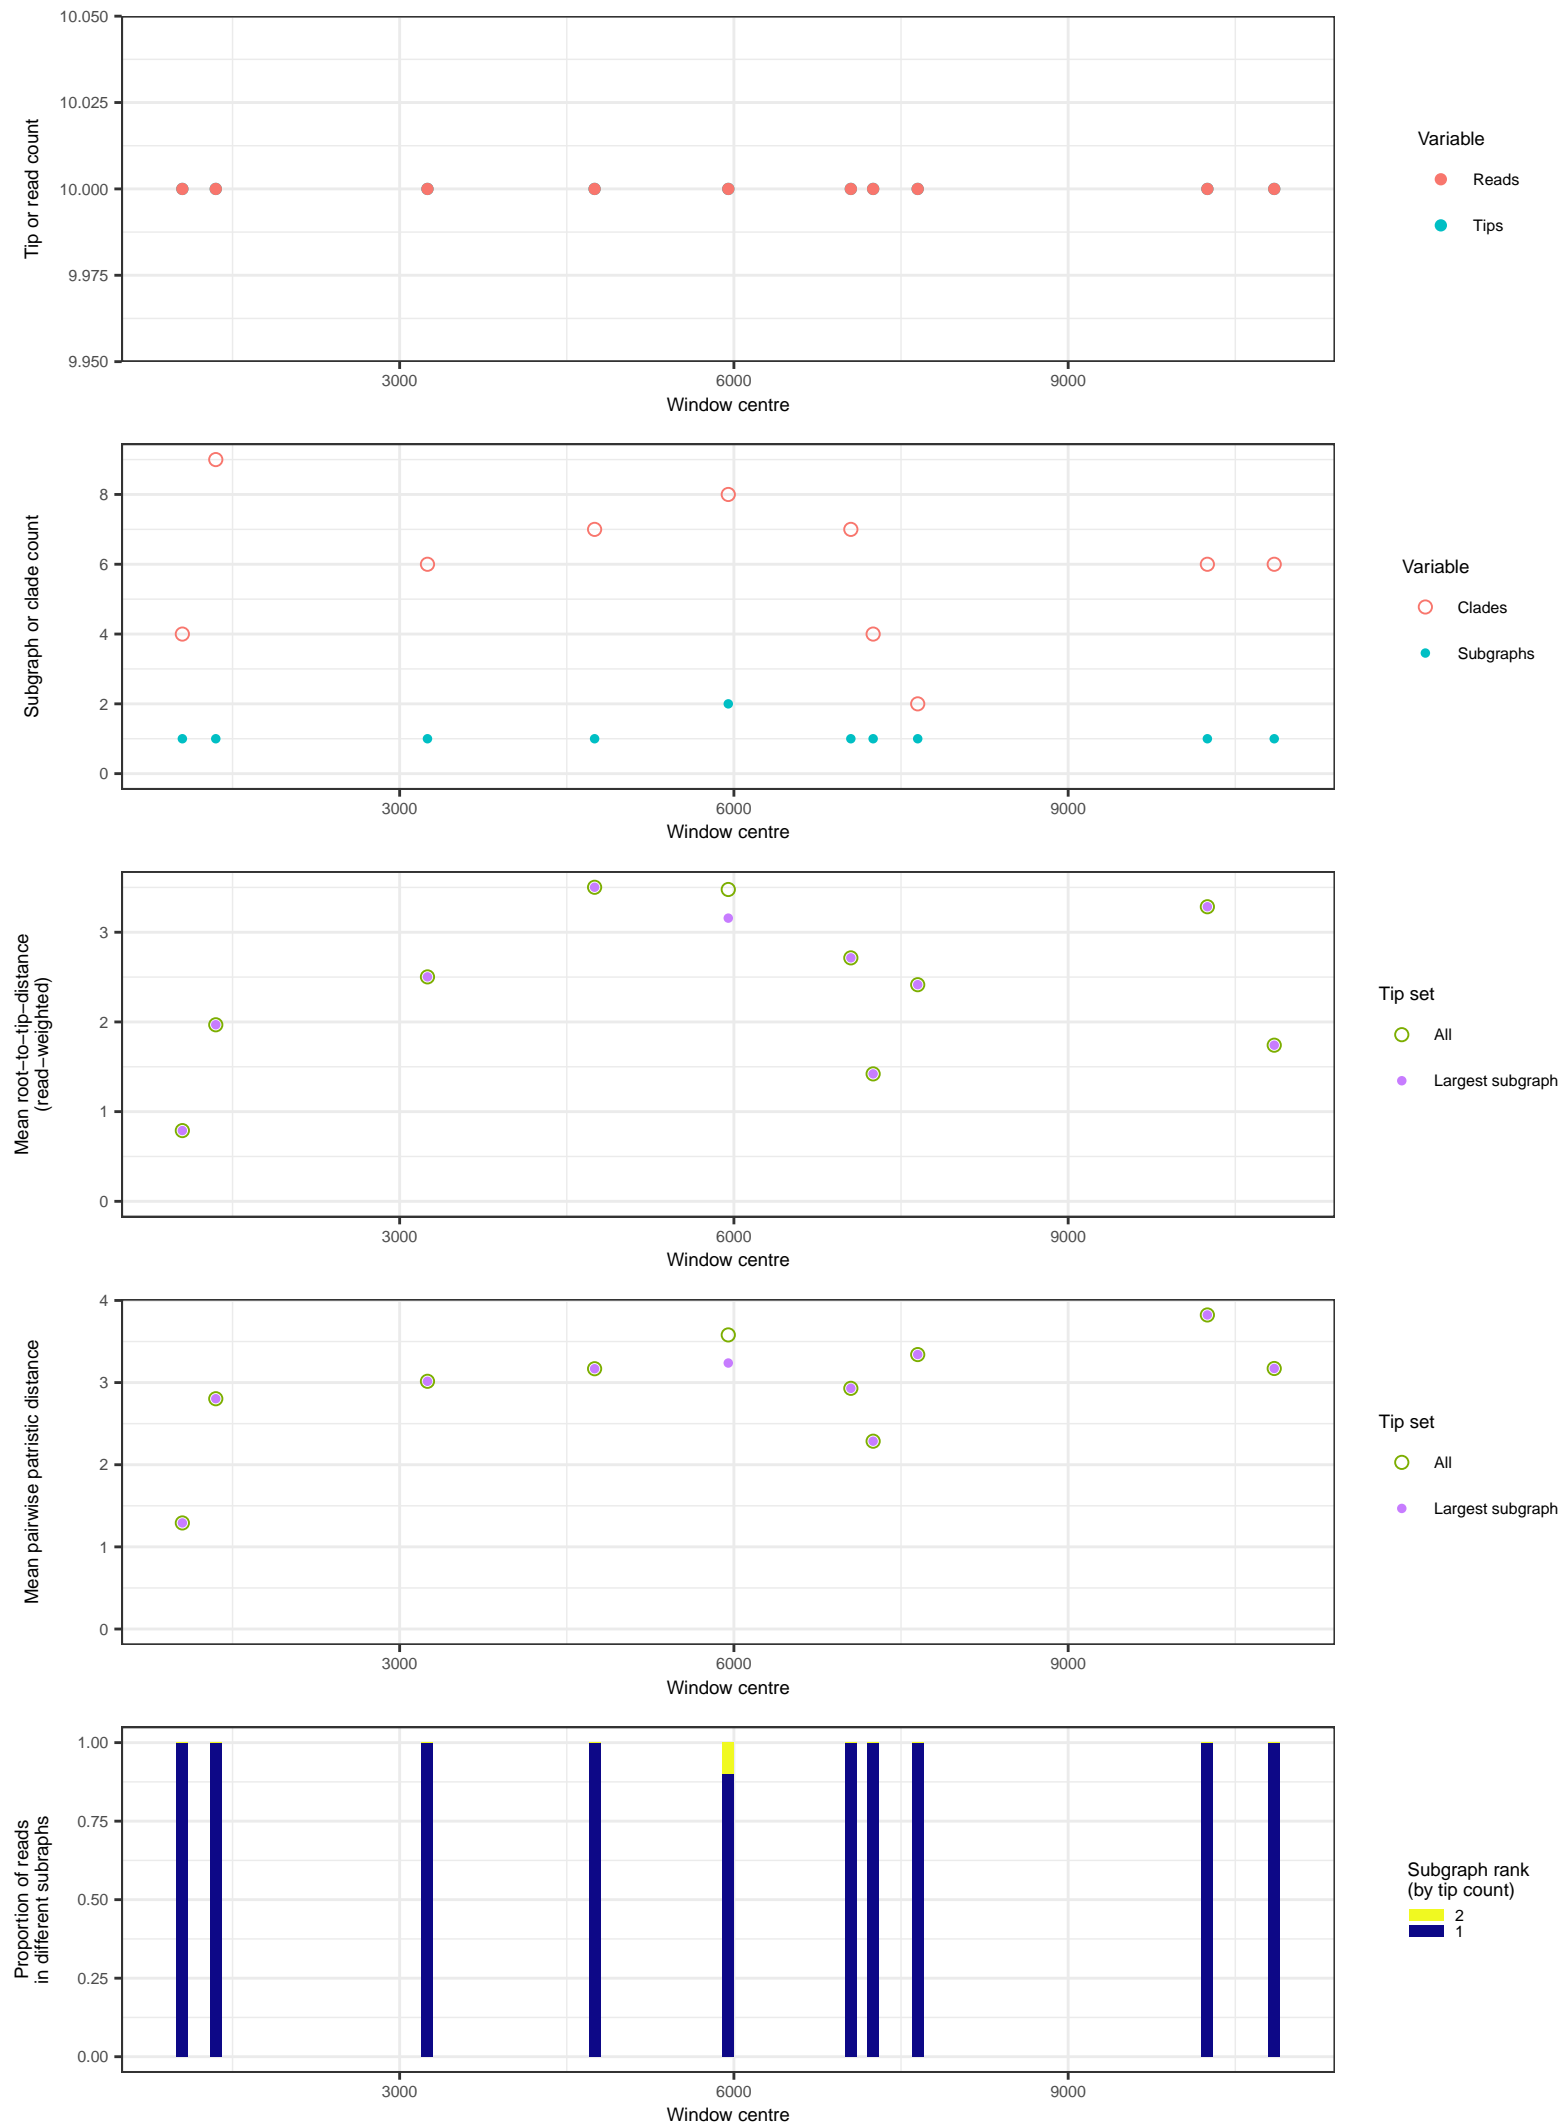 10.050
10.025
10.000
9.975
9.950
Tip or read count
3000
6000
9000
Window centre
Variable
Reads
Tips
8
6
4
2
0
Subgraph or clade count
3000
6000
9000
Window centre
Variable
Clades
Subgraphs
3
2
1
0
Mean root−to−tip−distance
(read−weighted)
3000
6000
9000
Window centre
Tip set
All
Largest subgraph
4
3
2
1
0
Mean pairwise patristic distance
3000
6000
9000
Window centre
Tip set
All
Largest subgraph
1.00
0.75
0.50
0.25
0.00
Proportion of reads
in different subraphs
3000
6000
9000
Window centre
Subgraph rank
(by tip count)
2
1